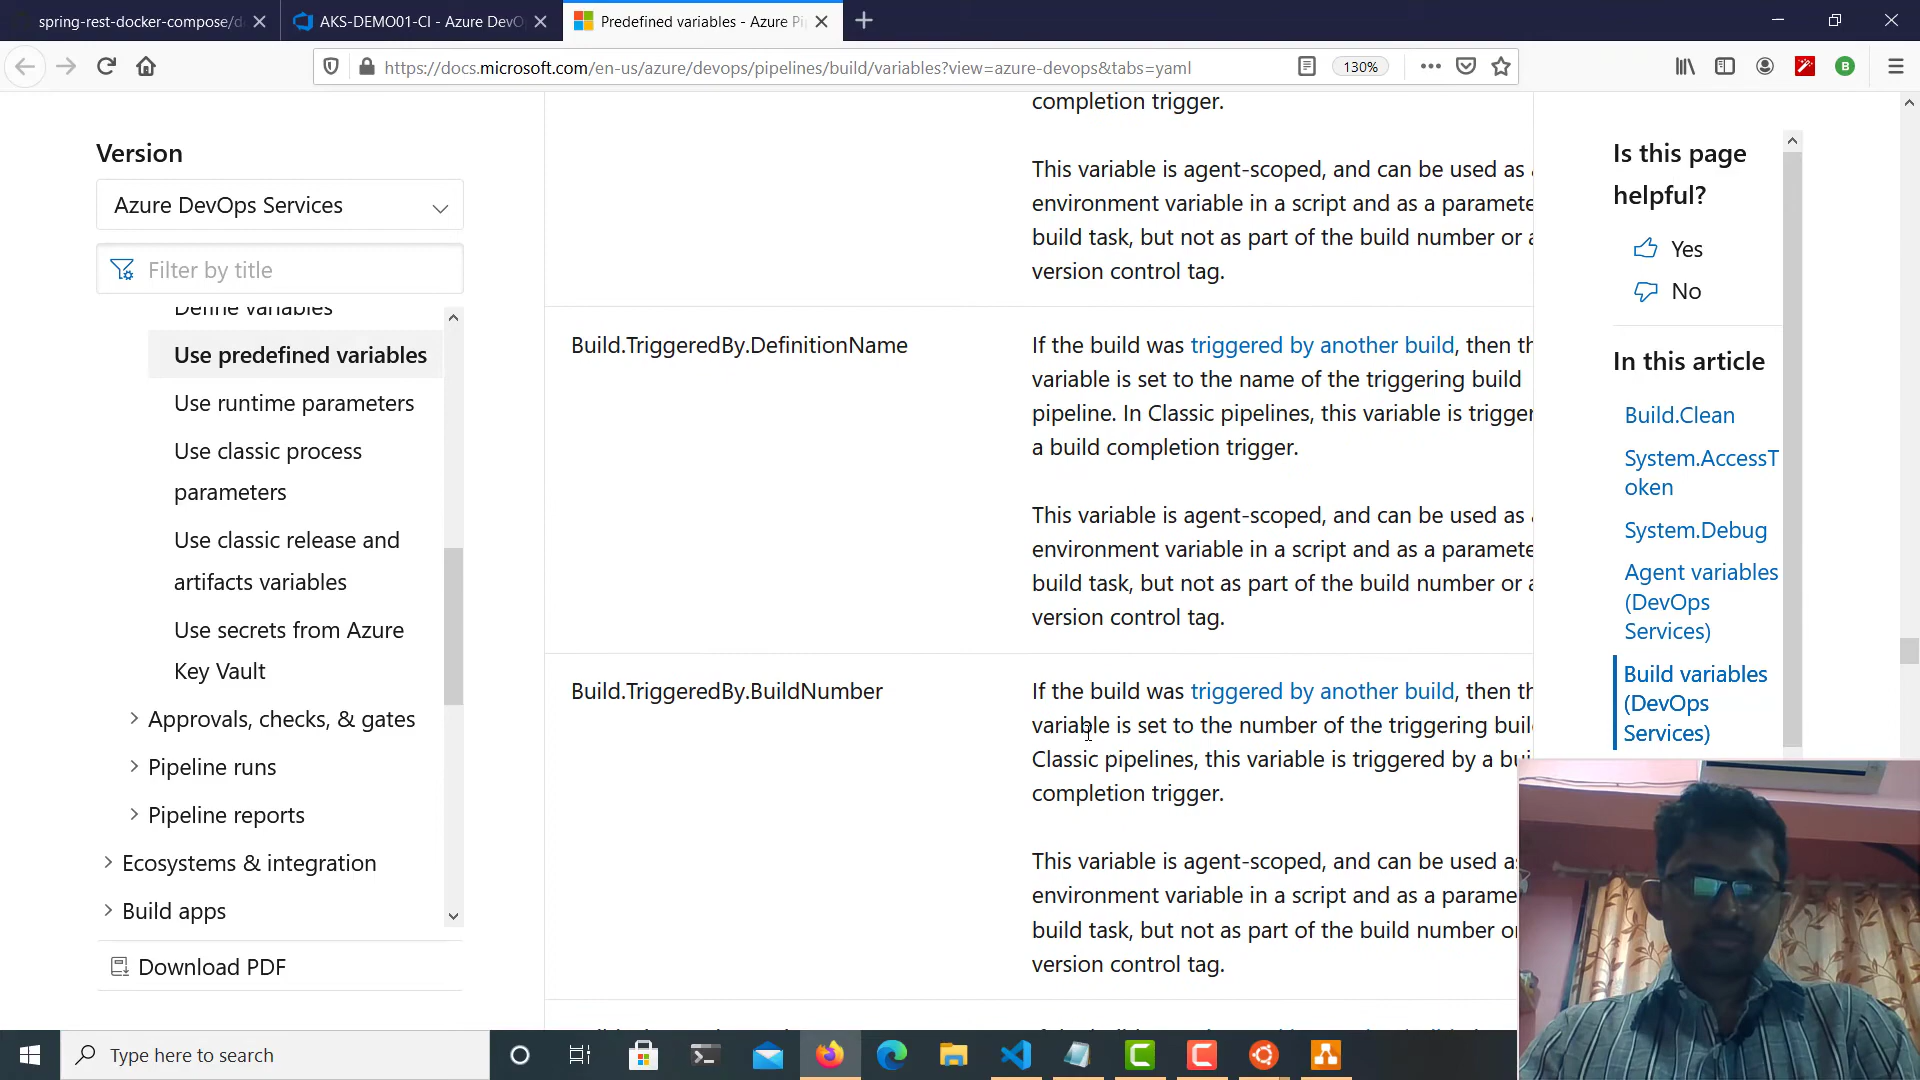 spring-rest-docker-compose/d
AKS-DEMO01-CI - Azure DevO
Predefined variables - Azure Pi
https://docs.microsoft.com/en-us/azure/devops/pipelines/build/variables?view=azure-devops&tabs=yaml
130%
Version
Azure DevOps Services
Filter by title
Define variables
Use predefined variables
Use runtime parameters
Use classic process
parameters
Use classic release and
artifacts variables
Use secrets from Azure
Key Vault
Approvals, checks, & gates
Pipeline runs
Pipeline reports
Ecosystems & integration
Build apps
Download PDF
completion trigger.
This variable is agent-scoped, and can be used as
environment variable in a script and as a paramete
build task, but not as part of the build number or a
version control tag.
Build.TriggeredBy.DefinitionName
If the build was triggered by another build, then th
variable is set to the name of the triggering build
pipeline. In Classic pipelines, this variable is trigger
a build completion trigger.
This variable is agent-scoped, and can be used as
environment variable in a script and as a paramete
build task, but not as part of the build number or a
version control tag.
Build.TriggeredBy.BuildNumber
If the build was triggered by another build, then th
variable is set to the number of the triggering buil
Classic pipelines, this variable is triggered by a bui
completion trigger.
This variable is agent-scoped, and can be used as
environment variable in a script and as a parame
build task, but not as part of the build number or
version control tag.
Is this page
helpful?
Yes
No
In this article
Build.Clean
System.AccessT
oken
System.Debug
Agent variables
(DevOps
Services)
Build variables
(DevOps
Services)
Type here to search